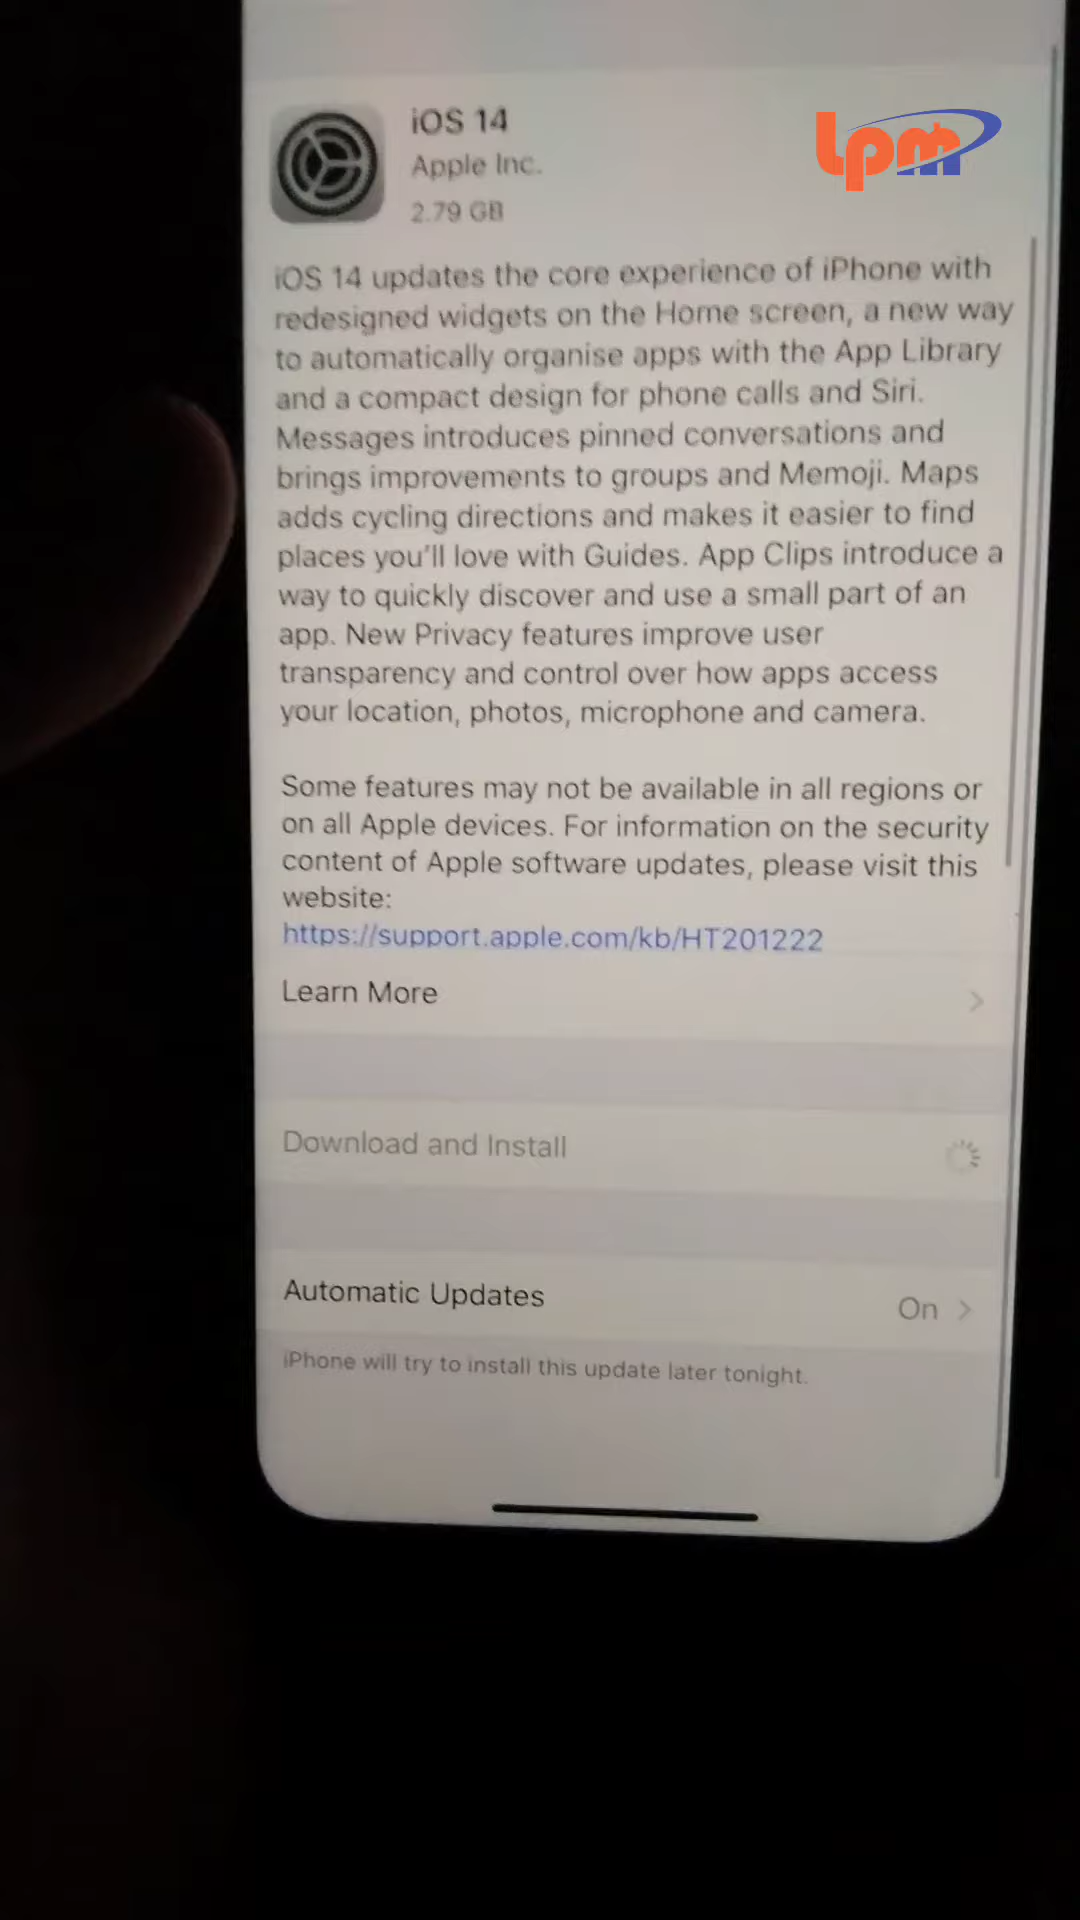 iOS 14
Apple Inc.
2.79 GB
lpm
iOS 14 updates the core experience of iPhone with
redesigned widgets on the Home screen, a new way
to automatically organise apps with the App Library
and a compact design for phone calls and Siri.
Messages introduces pinned conversations and
brings improvements to groups and Memoji. Maps
adds cycling directions and makes it easier to find
places you'll love with Guides. App Clips introduce a
way to quickly discover and use a small part of an
app. New Privacy features improve user
transparency and control over how apps access
your location, photos, microphone and camera.
Some features may not be available in all regions or
on all Apple devices. For information on the security
content of Apple software updates, please visit this
website:
https://support.apple.com/kb/HT201222
Learn More
Download and Install
Automatic Updates On
iPhone will try to install this update later tonight.